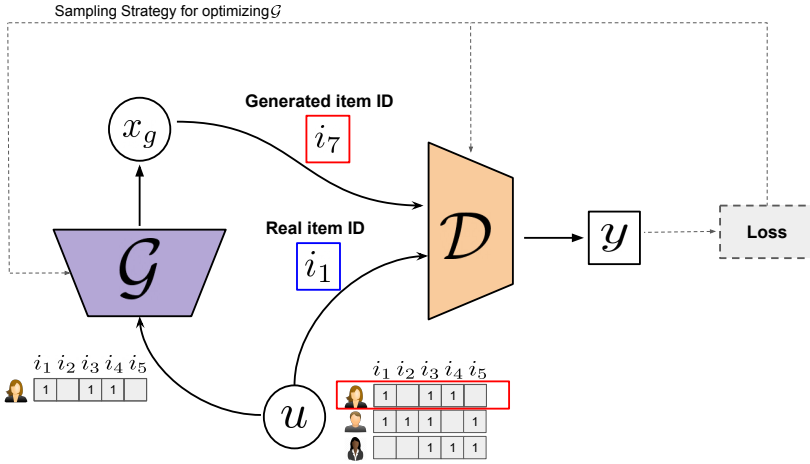 Sampling Strategy for optimizing 𝒢
Generated item ID
x_g
i_7
Real item ID
𝒢
i_1
𝒟
y
Loss
i_1 i_2 i_3 i_4 i_5
1 1 1
u
i_1 i_2 i_3 i_4 i_5
1 1 1
1 1 1 1
1 1 1